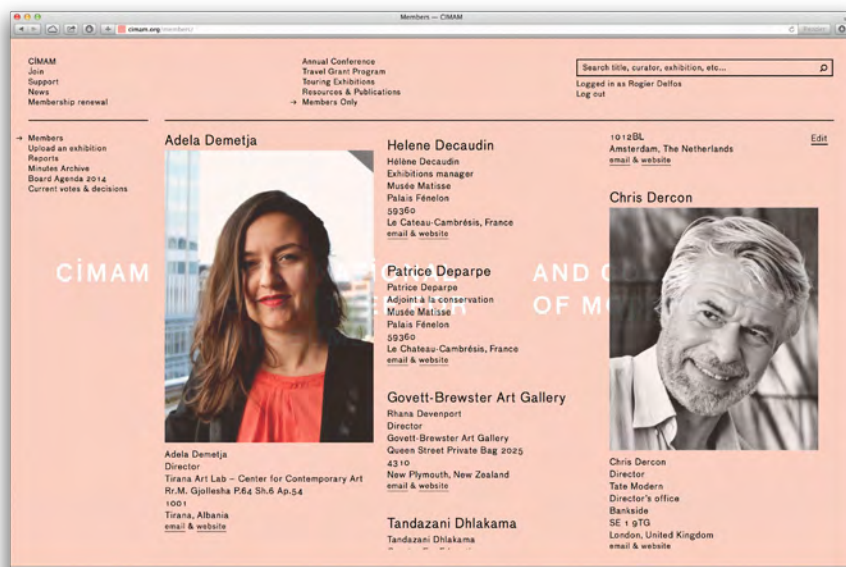 Members — CIMAM
cimam.org/members/
Reader
CİMAM
Join
Support
News
Membership renewal
Annual Conference
Travel Grant Program
Touring Exhibitions
Resources & Publications
→ Members Only
Search title, curator, exhibition, etc...
Logged in as Rogier Delfos
Log out
→ Members
Upload an exhibition
Reports
Minutes Archive
Board Agenda 2014
Current votes & decisions
Adela Demetja
Adela Demetja
Director
Tirana Art Lab – Center for Contemporary Art
Rr.M. Gjollesha P.64 Sh.6 Ap.54
1001
Tirana, Albania
email & website
Helene Decaudin
Hélène Decaudin
Exhibitions manager
Musée Matisse
Palais Fénelon
59360
Le Cateau-Cambrésis, France
email & website
Patrice Deparpe
Patrice Deparpe
Adjoint à la conservation
Musée Matisse
Palais Fénelon
59360
Le Chateau-Cambrésis, France
email & website
Govett-Brewster Art Gallery
Rhana Devenport
Director
Govett-Brewster Art Gallery
Queen Street Private Bag 2025
4310
New Plymouth, New Zealand
email & website
Tandazani Dhlakama
Tandazani Dhlakama
1012BL
Amsterdam, The Netherlands
email & website
Edit
Chris Dercon
Chris Dercon
Director
Tate Modern
Director's office
Bankside
SE 1 9TG
London, United Kingdom
email & website
CİMAM
AND
OF